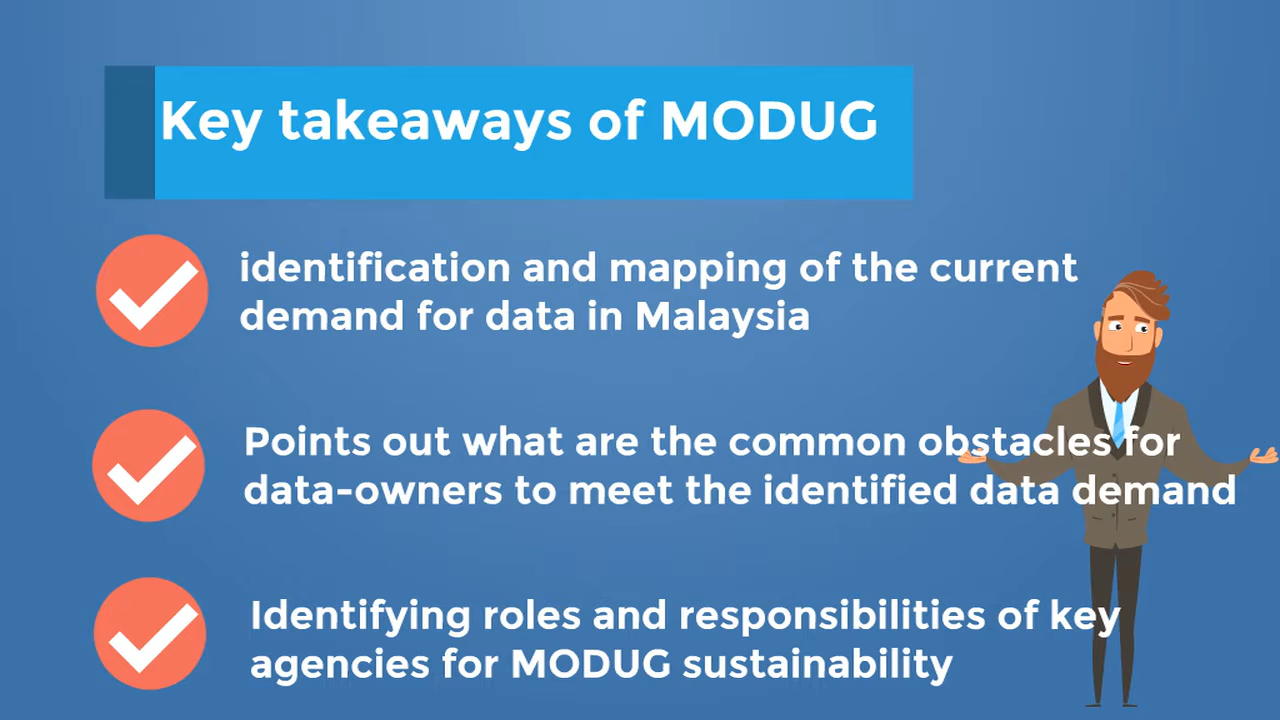 Key takeaways of MODUG
identification and mapping of the current
demand for data in Malaysia
Points out what are the common obstacles for
data-owners to meet the identified data demand
Identifying roles and responsibilities of key
agencies for MODUG sustainability